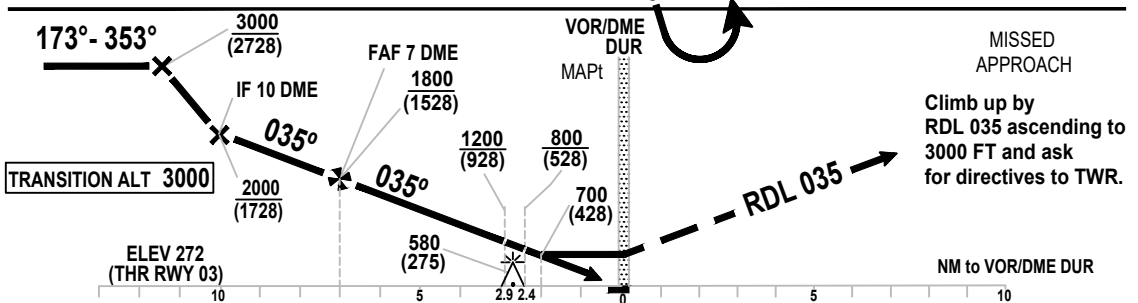 173°- 353°
3000
(2728)
IF 10 DME
FAF 7 DME
1800
(1528)
VOR/DME
DUR
MAPt
MISSED
APPROACH
Climb up by
RDL 035 ascending to
3000 FT and ask
for directives to TWR.
035º
035º
TRANSITION ALT 3000
2000
(1728)
1200
(928)
800
(528)
700
(428)
RDL 035
580
(275)
ELEV 272
(THR RWY 03)
NM to VOR/DME DUR
10
5
2.9
2.4
0
5
10